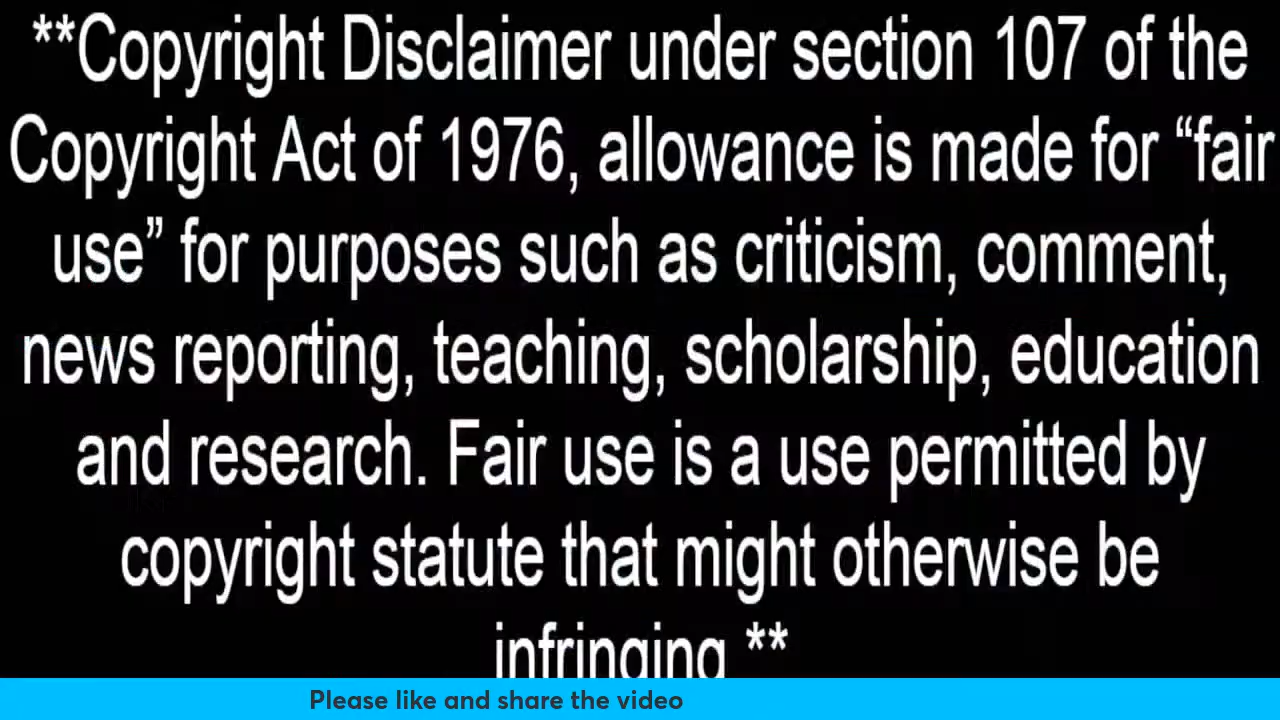 **Copyright Disclaimer under section 107 of the
Copyright Act of 1976, allowance is made for “fair
use” for purposes such as criticism, comment,
news reporting, teaching, scholarship, education
and research. Fair use is a use permitted by
copyright statute that might otherwise be
infringing.**
Please like and share the video